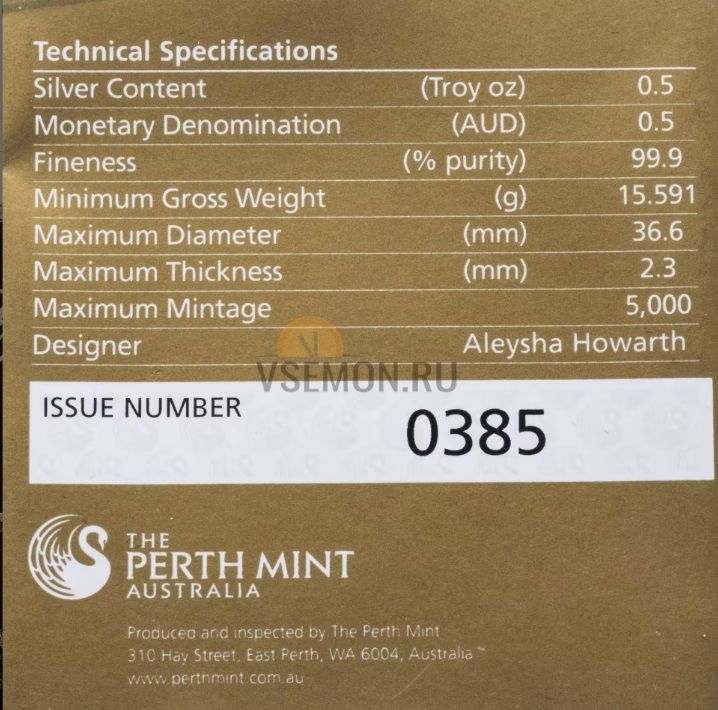 Technical Specifications
Silver Content (Troy oz) 0.5
Monetary Denomination (AUD) 0.5
Fineness (% purity) 99.9
Minimum Gross Weight (g) 15.591
Maximum Diameter (mm) 36.6
Maximum Thickness (mm) 2.3
Maximum Mintage 5,000
Designer Aleysha Howarth
VSEMON.RU
ISSUE NUMBER 0385
THE
PERTH MINT
AUSTRALIA
Produced and inspected by The Perth Mint
310 Hay Street, East Perth, WA 6004, Australia™
www.perthmint.com.au